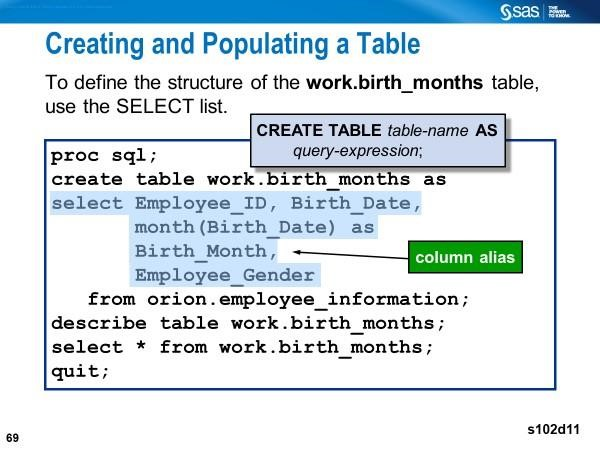 sas
THE
POWER
TO KNOW.
Creating and Populating a Table
To define the structure of the work.birth_months table,
use the SELECT list.
CREATE TABLE table-name AS
query-expression;
proc sql;
create table work.birth_months as
select Employee_ID, Birth_Date,
month(Birth_Date) as
Birth_Month,
column alias
Employee_Gender
from orion.employee_information;
describe table work.birth_months;
select * from work.birth_months;
quit;
69
s102d11